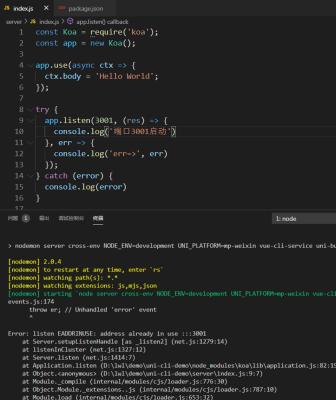 index.js
package.json
server > index.js > app.listen() callback
1 const Koa = require('koa');
2 const app = new Koa();
3
4 app.use(async ctx => {
5 ctx.body = 'Hello World';
6 });
7
8 try {
9 app.listen(3001, (res) => {
10 console.log('端口3001启动')
11 }, err => {
12 console.log('err=>', err)
13 });
14 } catch (error) {
15 console.log(error)
16 }
问题 1 输出 调试控制台 终端 1: node
> nodemon server cross-env NODE_ENV=development UNI_PLATFORM=mp-weixin vue-cli-service uni-bu
[nodemon] 2.0.4
[nodemon] to restart at any time, enter `rs`
[nodemon] watching path(s): *.*
[nodemon] watching extensions: js,mjs,json
[nodemon] starting `node server cross-env NODE_ENV=development UNI_PLATFORM=mp-weixin vue-cli
events.js:174
throw er; // Unhandled 'error' event
^
Error: listen EADDRINUSE: address already in use :::3001
at Server.setupListenHandle [as _listen2] (net.js:1279:14)
at listenInCluster (net.js:1327:12)
at Server.listen (net.js:1414:7)
at Application.listen (D:\lwl\demo\uni-cli-demo\node_modules\koa\lib\application.js:82:19
at Object.<anonymous> (D:\lwl\demo\uni-cli-demo\server\index.js:9:7)
at Module._compile (internal/modules/cjs/loader.js:776:30)
at Object.Module._extensions..js (internal/modules/cjs/loader.js:787:10)
at Module.load (internal/modules/cjs/loader.js:653:32)